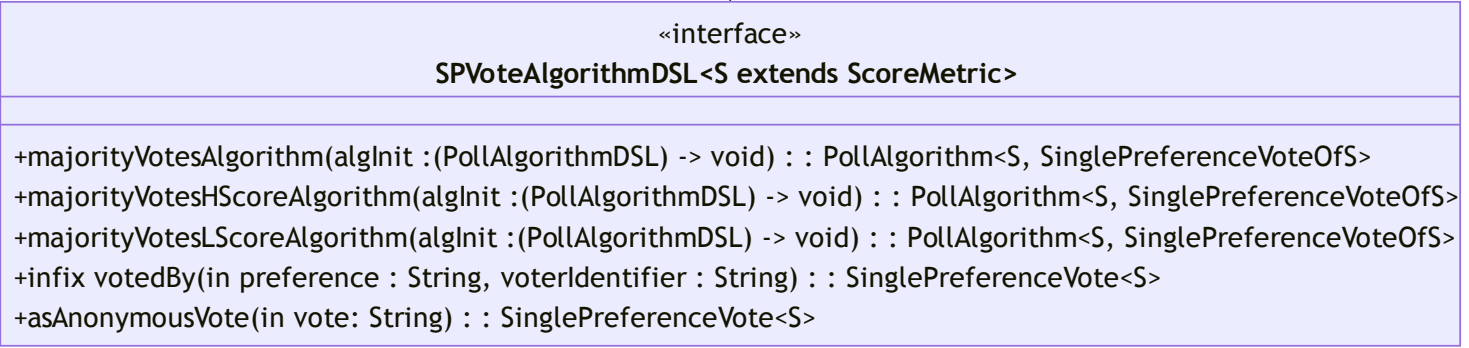 «interface»
SPVoteAlgorithmDSL<S extends ScoreMetric>
+majorityVotesAlgorithm(algInit :(PollAlgorithmDSL) -> void) : : PollAlgorithm<S, SinglePreferenceVoteOfS>
+majorityVotesHScoreAlgorithm(algInit :(PollAlgorithmDSL) -> void) : : PollAlgorithm<S, SinglePreferenceVoteOfS>
+majorityVotesLScoreAlgorithm(algInit :(PollAlgorithmDSL) -> void) : : PollAlgorithm<S, SinglePreferenceVoteOfS>
+infix votedBy(in preference : String, voterIdentifier : String) : : SinglePreferenceVote<S>
+asAnonymousVote(in vote: String) : : SinglePreferenceVote<S>